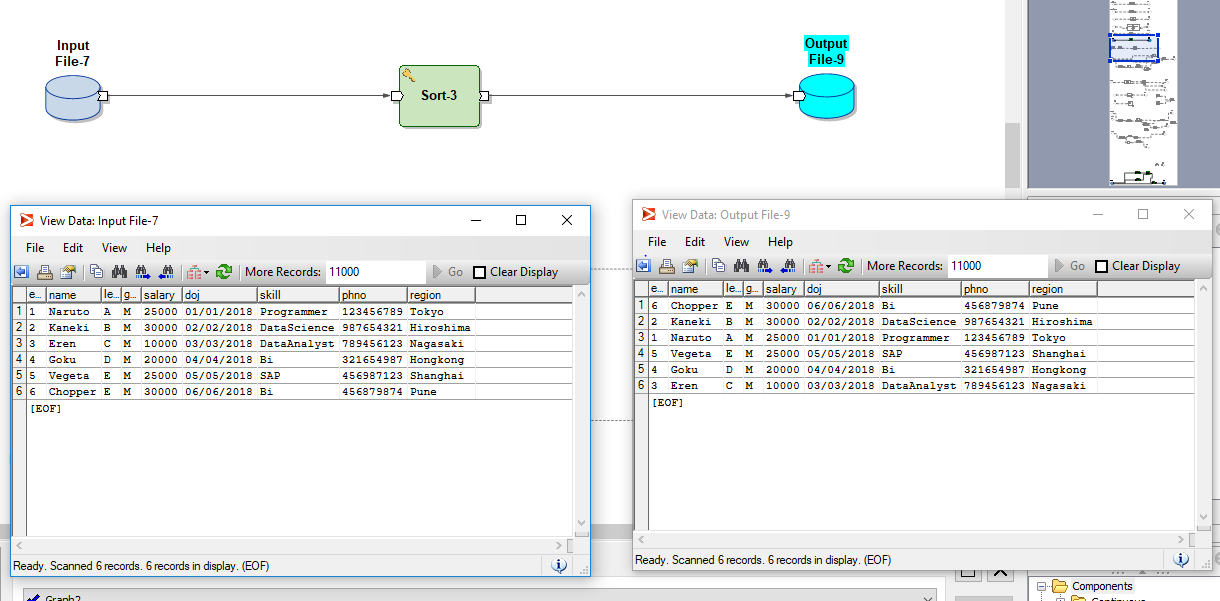 Input
File-7
Sort-3
Output
File-9
View Data: Input File-7
File Edit View Help
More Records: 11000 Go Clear Display
e... name le... g... salary doj skill phno region
1 1 Naruto A M 25000 01/01/2018 Programmer 123456789 Tokyo
2 2 Kaneki B M 30000 02/02/2018 DataScience 987654321 Hiroshima
3 3 Eren C M 10000 03/03/2018 DataAnalyst 789456123 Nagasaki
4 4 Goku D M 20000 04/04/2018 Bi 321654987 Hongkong
5 5 Vegeta E M 25000 05/05/2018 SAP 456987123 Shanghai
6 6 Chopper E M 30000 06/06/2018 Bi 456879874 Pune
[EOF]
Ready. Scanned 6 records. 6 records in display. (EOF)
View Data: Output File-9
File Edit View Help
More Records: 11000 Go Clear Display
e... name le... g... salary doj skill phno region
1 6 Chopper E M 30000 06/06/2018 Bi 456879874 Pune
2 2 Kaneki B M 30000 02/02/2018 DataScience 987654321 Hiroshima
3 1 Naruto A M 25000 01/01/2018 Programmer 123456789 Tokyo
4 5 Vegeta E M 25000 05/05/2018 SAP 456987123 Shanghai
5 4 Goku D M 20000 04/04/2018 Bi 321654987 Hongkong
6 3 Eren C M 10000 03/03/2018 DataAnalyst 789456123 Nagasaki
[EOF]
Ready. Scanned 6 records. 6 records in display. (EOF)
Graph2
Components
Continuous